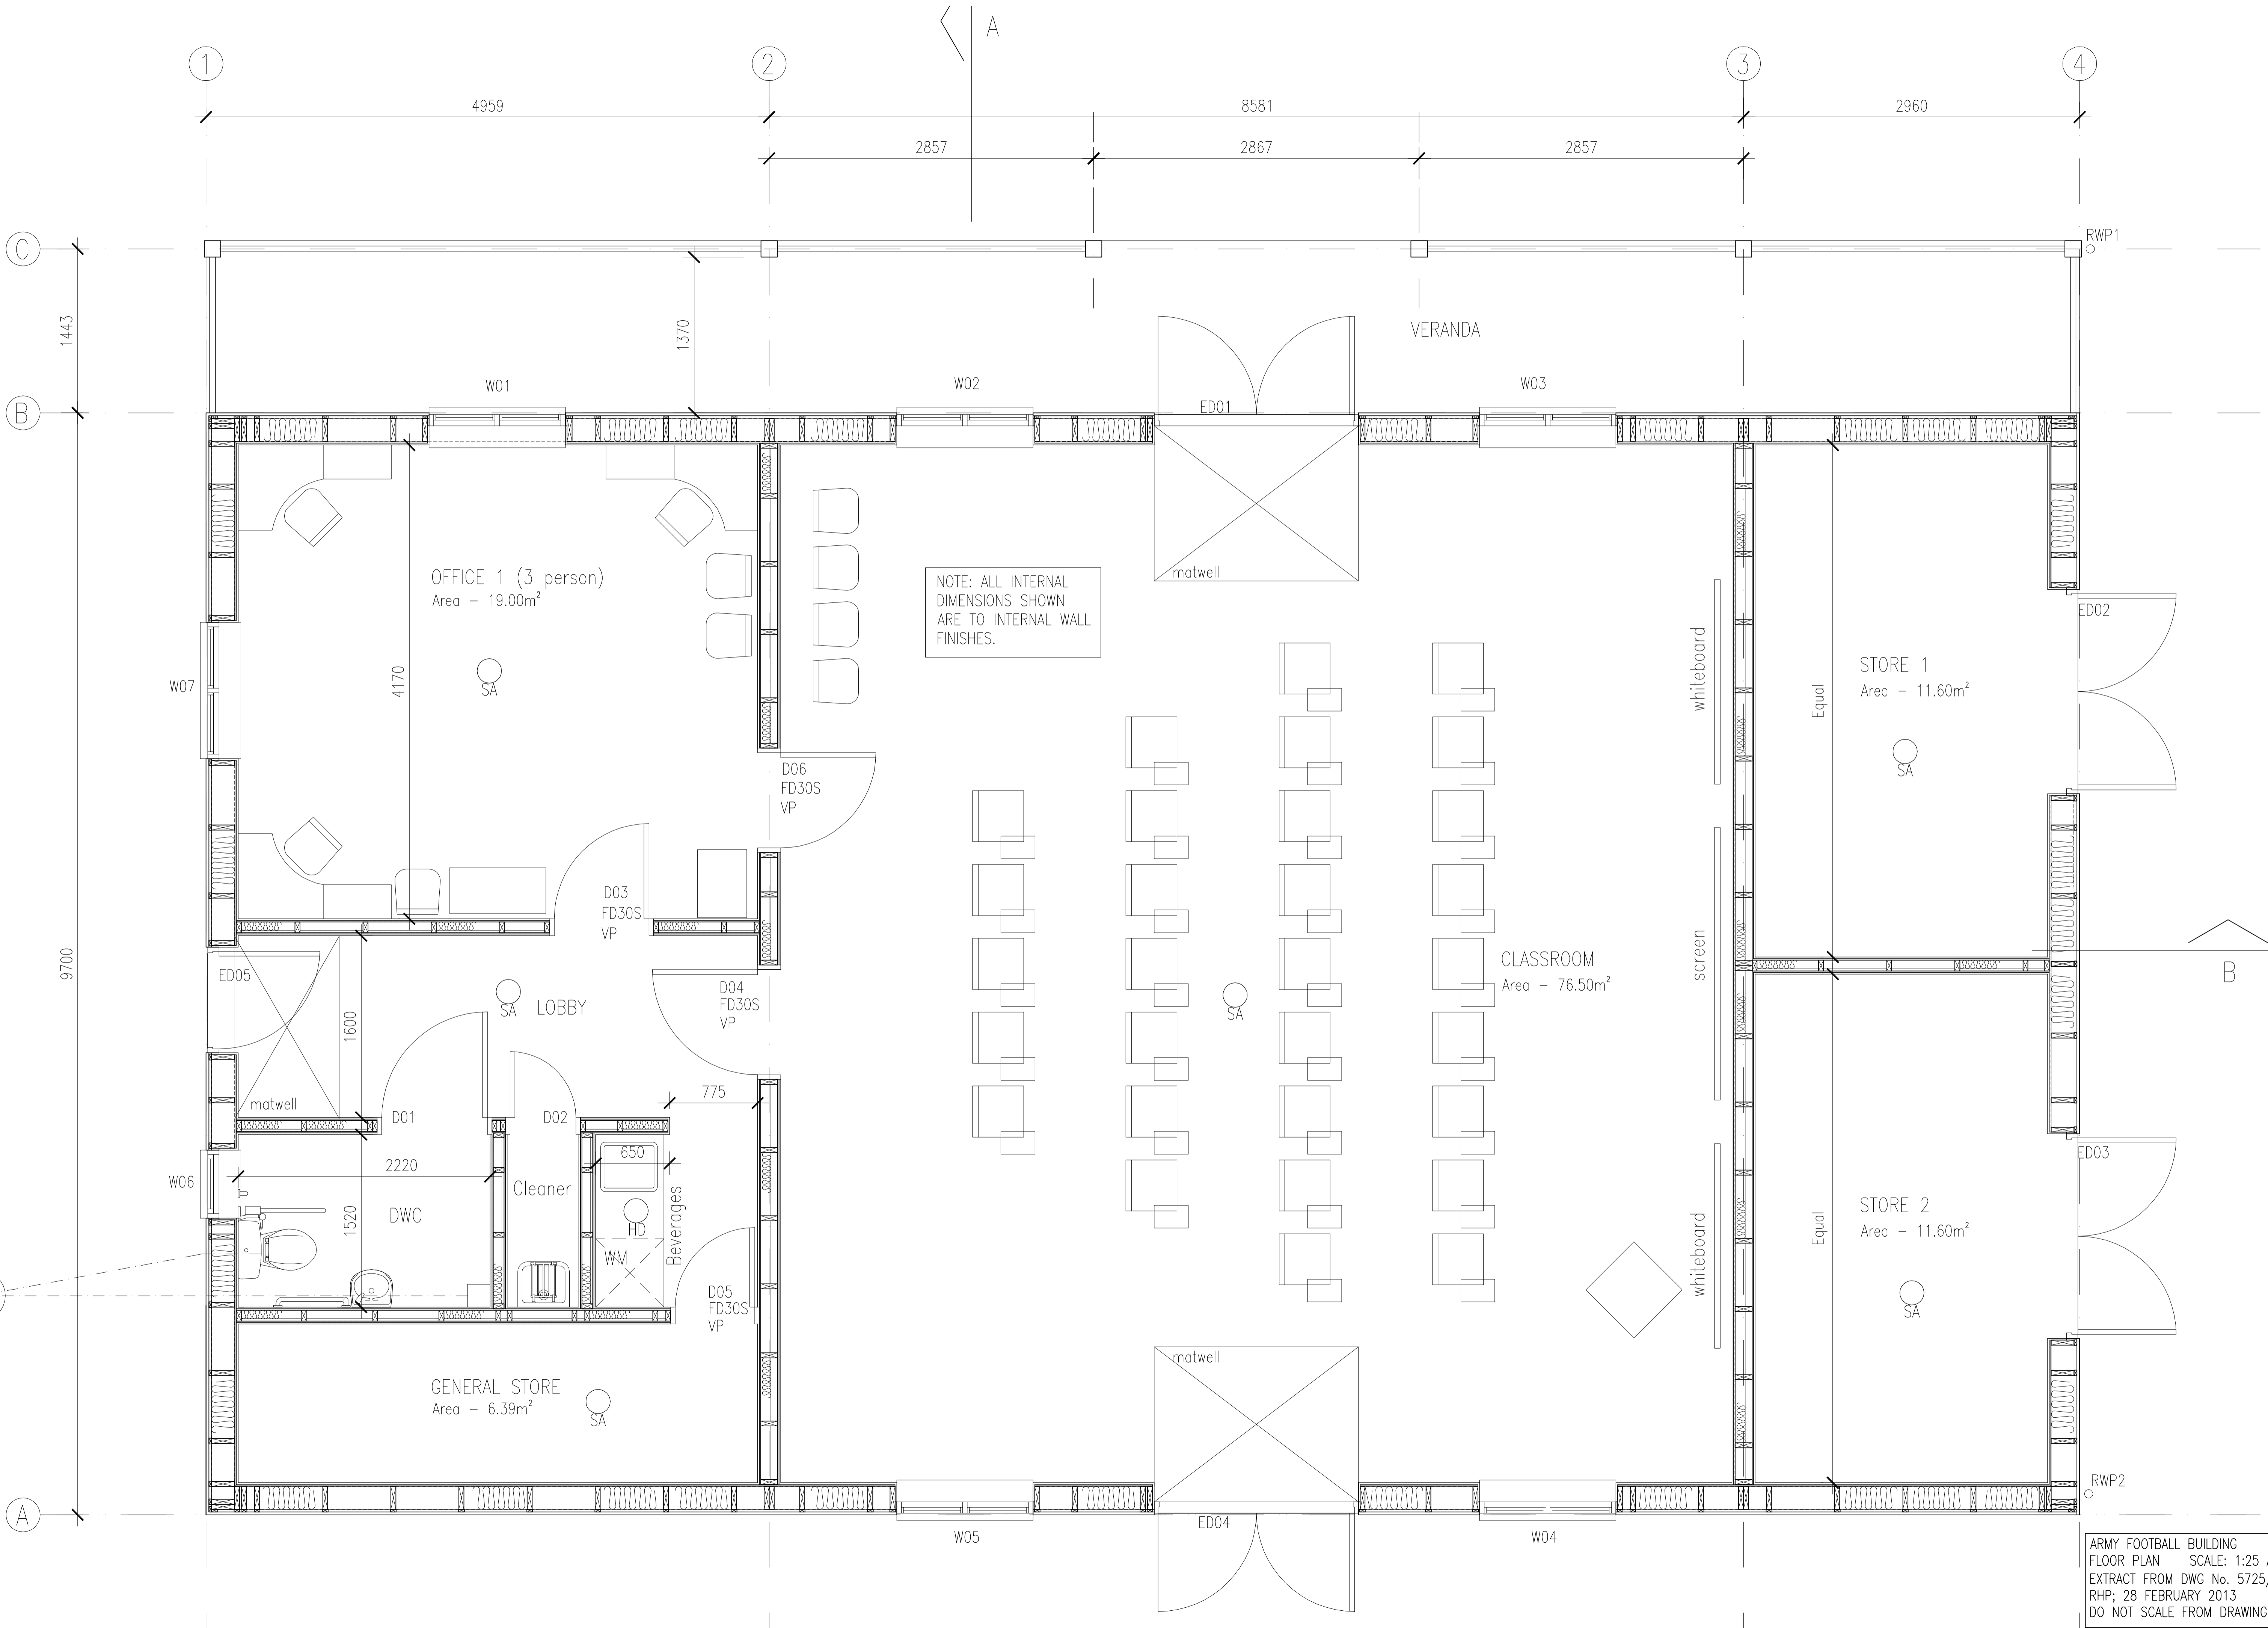 A
1
2
3
4
4959
8581
2960
2857
2867
2857
C
RWP1
1443
1370
VERANDA
W01
W02
W03
B
ED01
matwell
OFFICE 1 (3 person)
Area - 19.00m²
NOTE: ALL INTERNAL
DIMENSIONS SHOWN
ARE TO INTERNAL WALL
FINISHES.
ED02
whiteboard
STORE 1
Area - 11.60m²
W07
4170
SA
Equal
SA
D06
FD30S
VP
D03
FD30S
VP
9700
ED05
SA
LOBBY
D04
FD30S
VP
CLASSROOM
Area - 76.50m²
SA
screen
B
1600
matwell
D01
D02
775
650
ED03
W06
2220
Cleaner
DWC
1520
HD
WM
Beverages
whiteboard
STORE 2
Area - 11.60m²
Equal
SA
D05
FD30S
VP
matwell
GENERAL STORE
Area - 6.39m²
SA
RWP2
A
W05
ED04
W04
ARMY FOOTBALL BUILDING
FLOOR PLAN SCALE: 1:25
EXTRACT FROM DWG No. 5725/
RHP; 28 FEBRUARY 2013
DO NOT SCALE FROM DRAWING